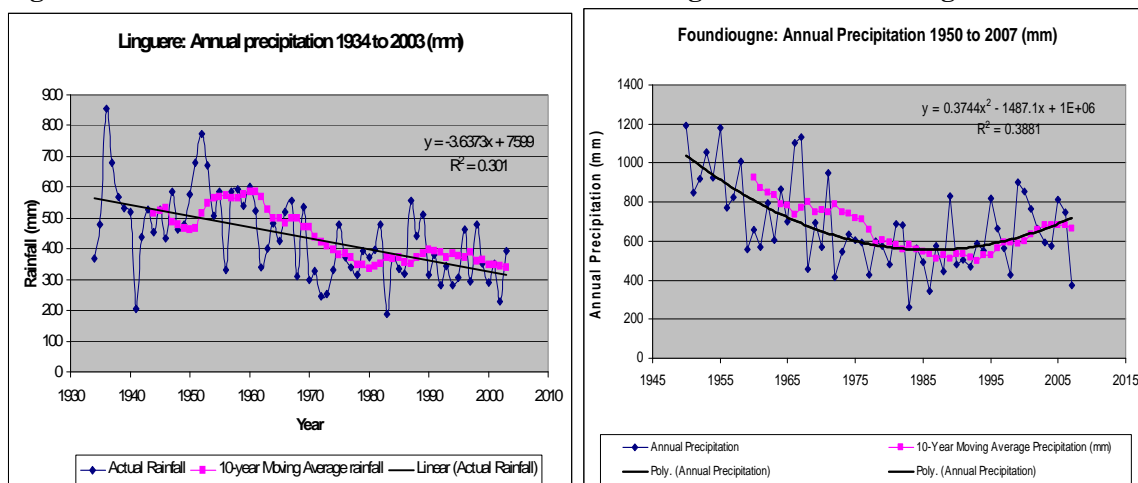 Linguere: Annual precipitation 1934 to 2003 (mm)
900
800
700
600
500
400
300
200
100
0
Rainfall (mm)
y = -3.6373x + 7599
R² = 0.301
1930 1940 1950 1960 1970 1980 1990 2000 2010
Year
Actual Rainfall 10-year Moving Average rainfall Linear (Actual Rainfall)
Foundiougne: Annual Precipitation 1950 to 2007 (mm)
1400
1200
1000
800
600
400
200
0
Annual Precipitation (mm)
y = 0.3744x² - 1487.1x + 1E+06
R² = 0.3881
1945 1955 1965 1975 1985 1995 2005 2015
Annual Precipitation 10-Year Moving Average Precipitation (mm)
Poly. (Annual Precipitation) Poly. (Annual Precipitation)